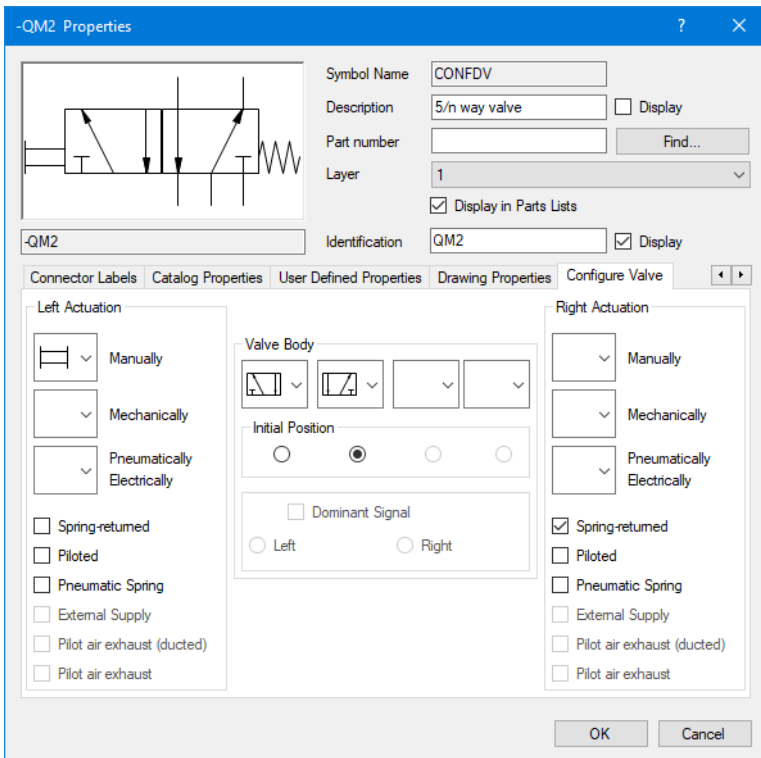 -QM2 Properties
?
Symbol Name CONFDV
Description 5/n way valve Display
Part number Find...
Layer 1
Display in Parts Lists
-QM2 Identification QM2 Display
Connector Labels Catalog Properties User Defined Properties Drawing Properties Configure Valve
Left Actuation
Manually
Mechanically
Pneumatically
Electrically
Spring-returned
Piloted
Pneumatic Spring
External Supply
Pilot air exhaust (ducted)
Pilot air exhaust
Valve Body
Initial Position
Dominant Signal
Left Right
Right Actuation
Manually
Mechanically
Pneumatically
Electrically
Spring-returned
Piloted
Pneumatic Spring
External Supply
Pilot air exhaust (ducted)
Pilot air exhaust
OK Cancel